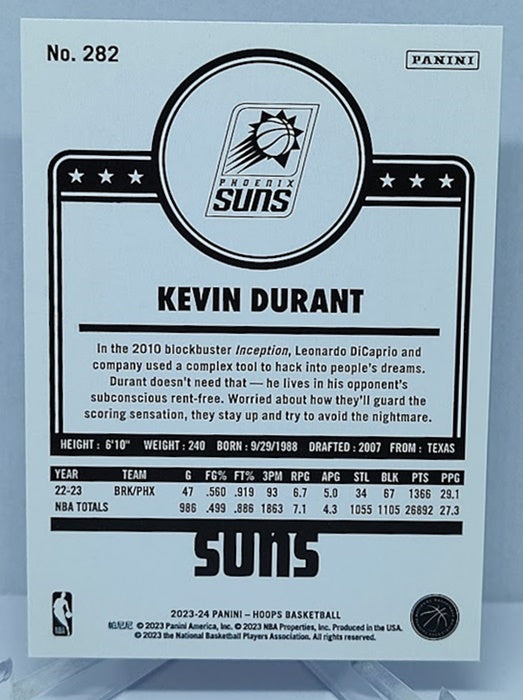 No. 282
PANINI
PHOENIX
SUNS
KEVIN DURANT
In the 2010 blockbuster Inception, Leonardo DiCaprio and
company used a complex tool to hack into people's dreams.
Durant doesn't need that — he lives in his opponent's
subconscious rent-free. Worried about how they'll guard the
scoring sensation, they stay up and try to avoid the nightmare.
HEIGHT: 6'10" WEIGHT: 240 BORN: 9/29/1988 DRAFTED: 2007 FROM: TEXAS
YEAR TEAM G FG% FT% 3PM RPG APG STL BLK PTS PPG
22-23 BRK/PHX 47 .560 .919 93 6.7 5.0 34 67 1366 29.1
NBA TOTALS 986 .499 .886 1863 7.1 4.3 1055 1105 26892 27.3
SUNS
2023-24 PANINI – HOOPS BASKETBALL
帕尼尼 © 2023 Panini America, Inc. © 2023 NBA Properties, Inc. Produced in the USA.
© 2023 the National Basketball Players Association. All rights reserved.